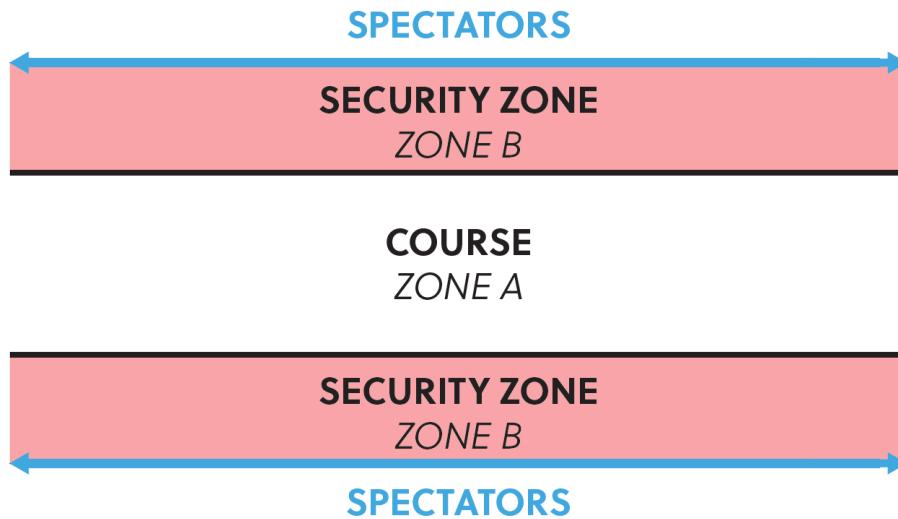 SPECTATORS
SECURITY ZONE
ZONE B
COURSE
ZONE A
SECURITY ZONE
ZONE B
SPECTATORS